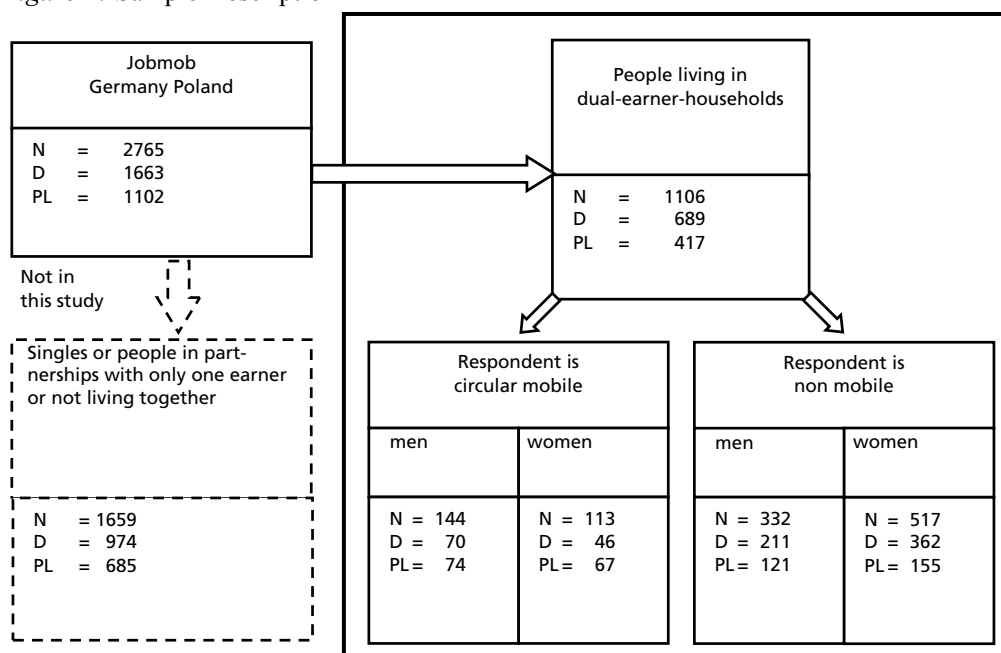 Jobmob
Germany Poland
N = 2765
D = 1663
PL = 1102
People living in
dual-earner-households
N = 1106
D = 689
PL = 417
Not in
this study
Singles or people in part-
nerships with only one earner
or not living together
N = 1659
D = 974
PL = 685
Respondent is
circular mobile
men
women
N = 144
D = 70
PL = 74
N = 113
D = 46
PL = 67
Respondent is
non mobile
men
women
N = 332
D = 211
PL = 121
N = 517
D = 362
PL = 155